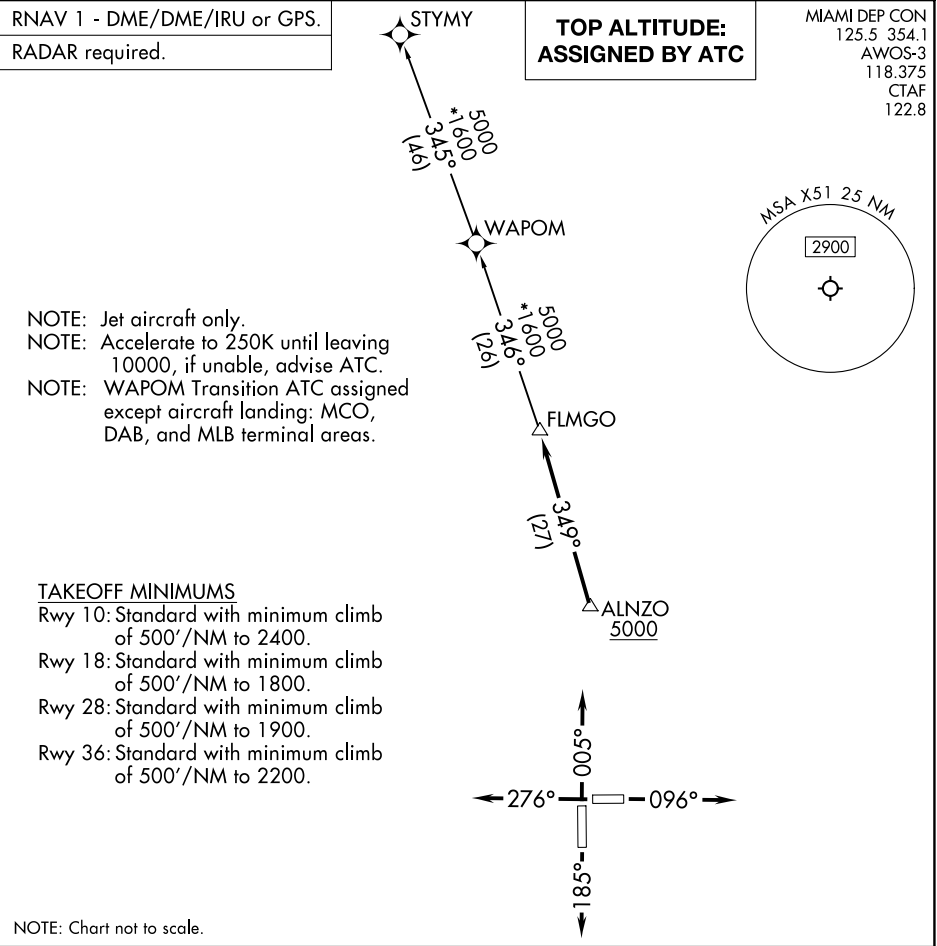 RNAV 1 - DME/DME/IRU or GPS.
RADAR required.
TOP ALTITUDE:
ASSIGNED BY ATC
MIAMI DEP CON
125.5 354.1
AWOS-3
118.375
CTAF
122.8
STYMY
5000
*1600
345°
(46)
WAPOM
MSA X51 25 NM
2900
5000
*1600
346°
(26)
NOTE: Jet aircraft only.
NOTE: Accelerate to 250K until leaving
10000, if unable, advise ATC.
NOTE: WAPOM Transition ATC assigned
except aircraft landing: MCO,
DAB, and MLB terminal areas.
FLMGO
349°
(27)
ALNZO
5000
TAKEOFF MINIMUMS
Rwy 10: Standard with minimum climb
of 500'/NM to 2400.
Rwy 18: Standard with minimum climb
of 500'/NM to 1800.
Rwy 28: Standard with minimum climb
of 500'/NM to 1900.
Rwy 36: Standard with minimum climb
of 500'/NM to 2200.
005°
276°
096°
185°
NOTE: Chart not to scale.